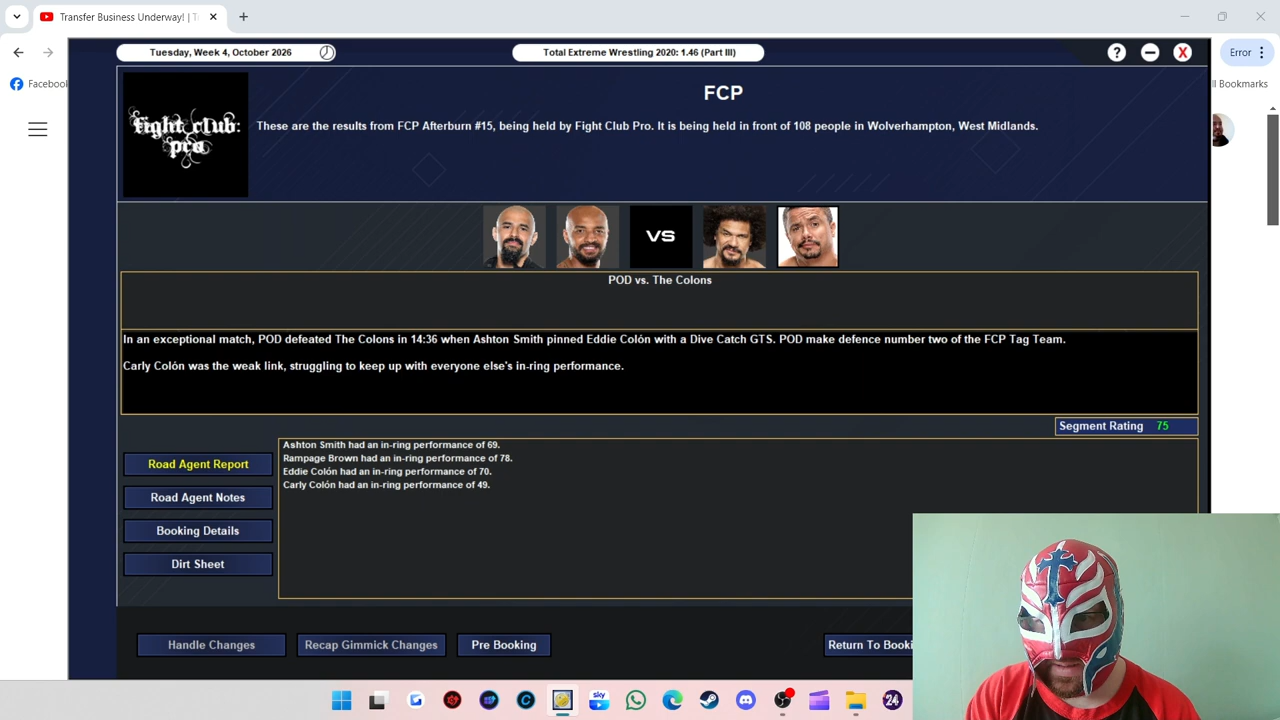 Transfer Business Underway! | T
Tuesday, Week 4, October 2026
Total Extreme Wrestling 2020: 1.46 (Part III)
?
X
Error
Facebook
ll Bookmarks
fight club:
pro
FCP
These are the results from FCP Afterburn #15, being held by Fight Club Pro. It is being held in front of 108 people in Wolverhampton, West Midlands.
VS
POD vs. The Colons
In an exceptional match, POD defeated The Colons in 14:36 when Ashton Smith pinned Eddie Colón with a Dive Catch GTS. POD make defence number two of the FCP Tag Team.
Carly Colón was the weak link, struggling to keep up with everyone else's in-ring performance.
Segment Rating 75
Road Agent Report
Road Agent Notes
Booking Details
Dirt Sheet
Ashton Smith had an in-ring performance of 69.
Rampage Brown had an in-ring performance of 78.
Eddie Colón had an in-ring performance of 70.
Carly Colón had an in-ring performance of 49.
Handle Changes
Recap Gimmick Changes
Pre Booking
Return To Booki
sky
24